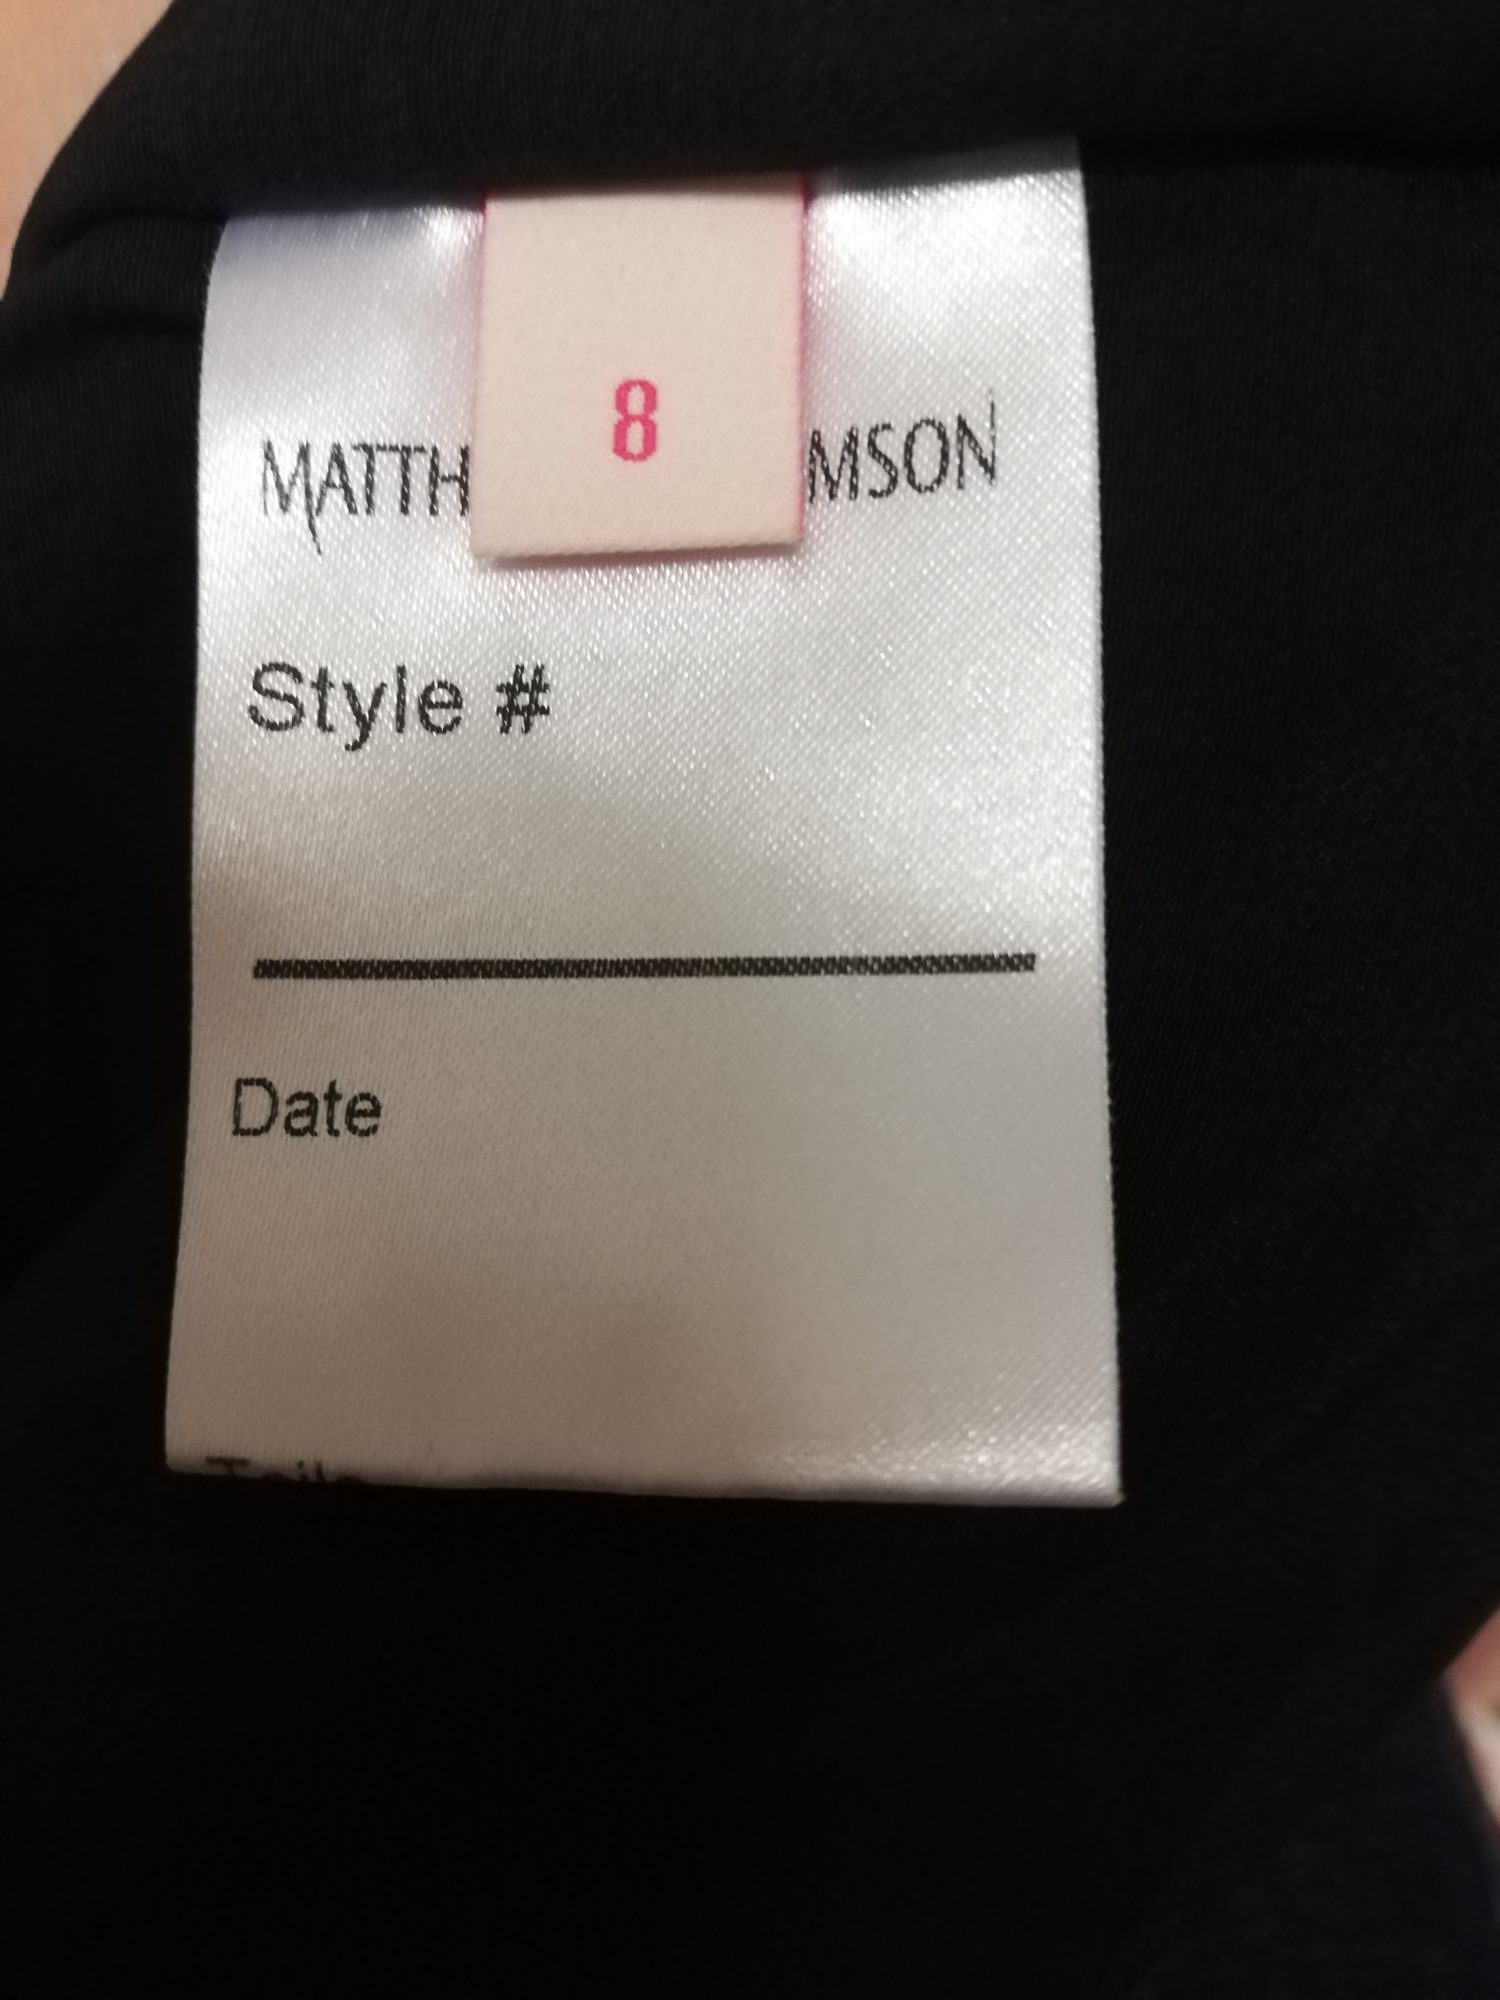 8
MATTH MSON
Style #
Date